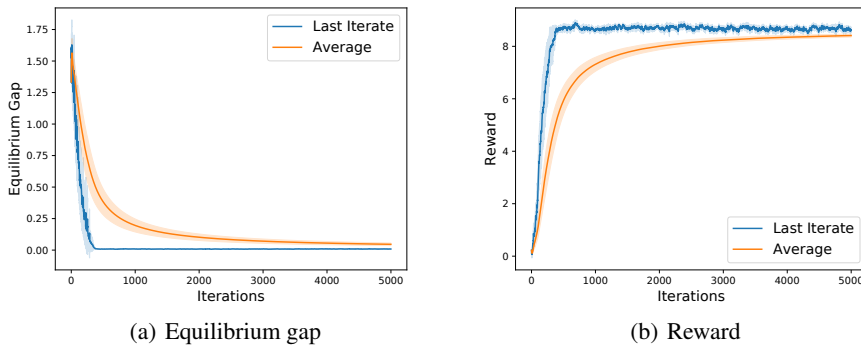 Last Iterate
Average
1.75
1.50
1.25
1.00
0.75
0.50
0.25
0.00
Equilibrium Gap
0
1000
2000
3000
4000
5000
Iterations
(a) Equilibrium gap
8
6
4
2
0
Reward
Last Iterate
Average
0
1000
2000
3000
4000
5000
Iterations
(b) Reward